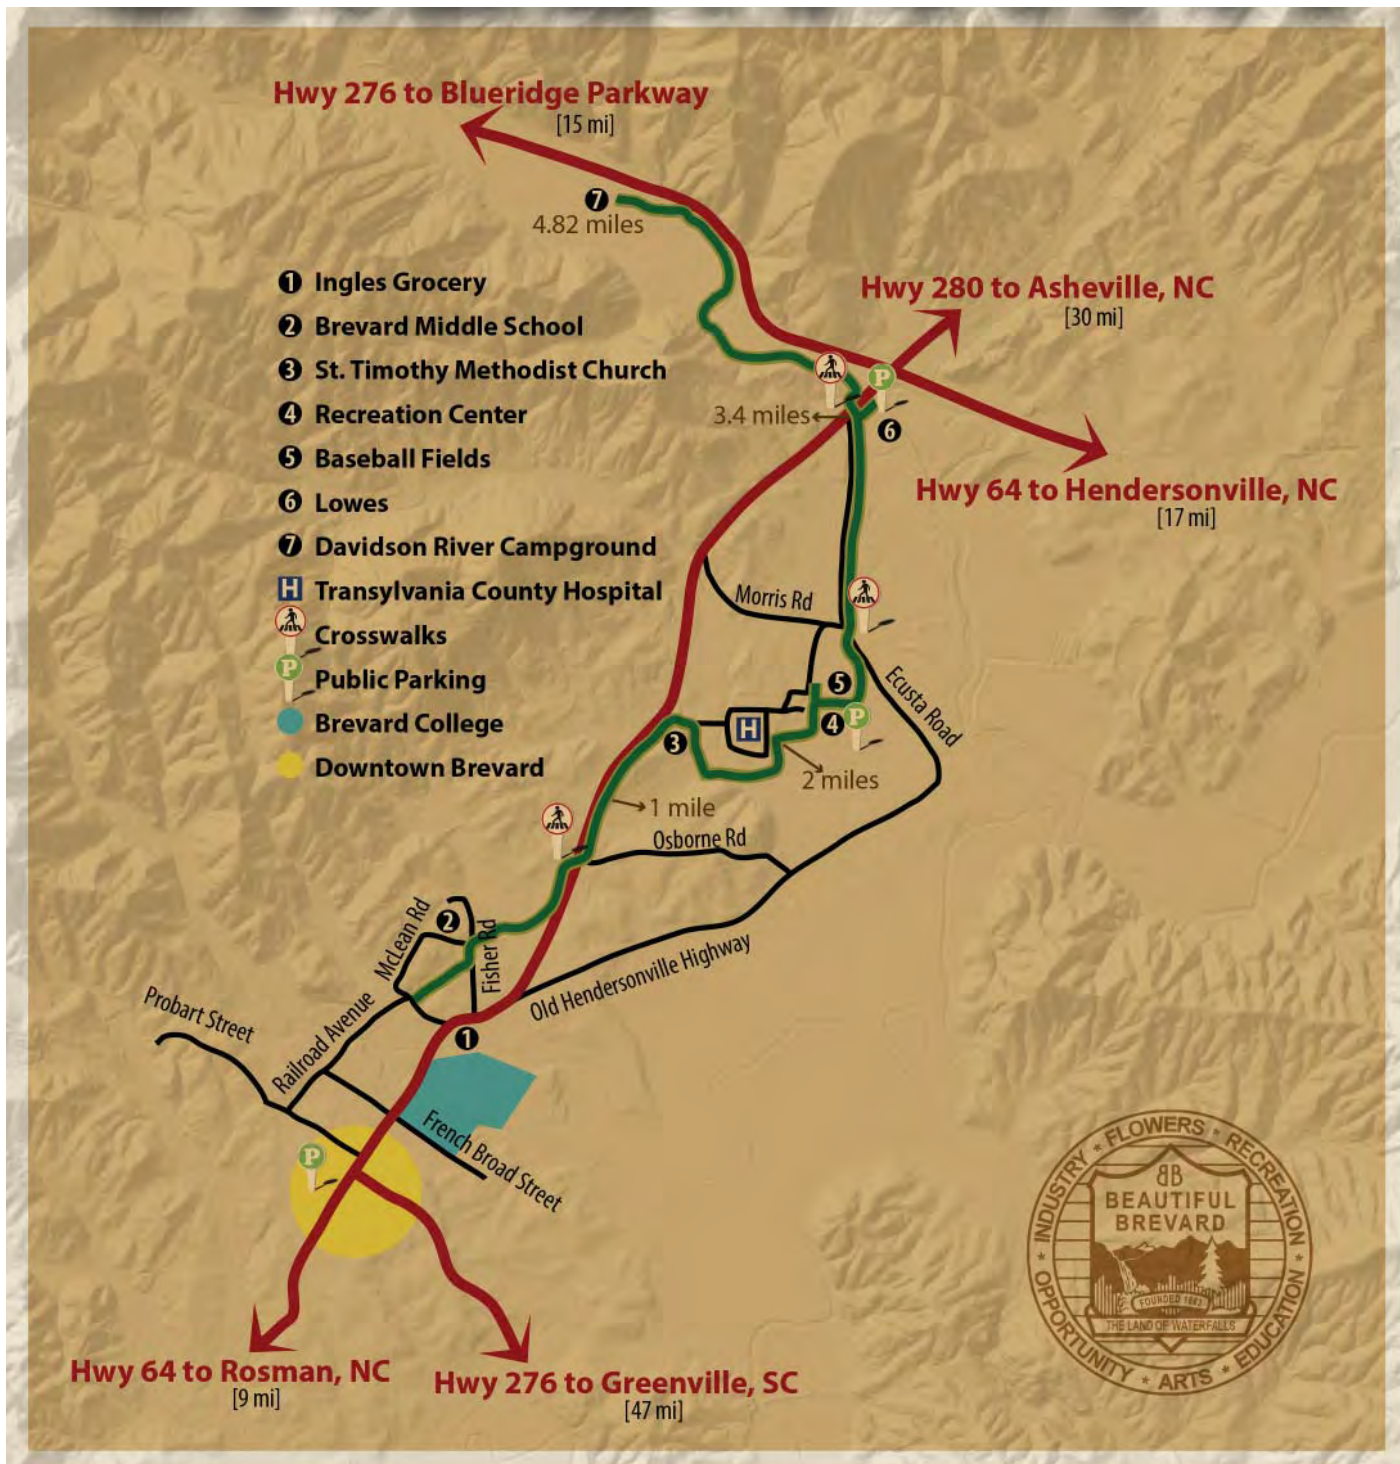 Hwy 276 to Blueridge Parkway
[15 mi]
7
4.82 miles
Hwy 280 to Asheville, NC
[30 mi]
1 Ingles Grocery
2 Brevard Middle School
3 St. Timothy Methodist Church
4 Recreation Center
5 Baseball Fields
6 Lowes
7 Davidson River Campground
H Transylvania County Hospital
Crosswalks
P Public Parking
Brevard College
Downtown Brevard
P
3.4 miles
6
Hwy 64 to Hendersonville, NC
[17 mi]
Morris Rd
Ecusta Road
5
4
P
H
3
2 miles
1 mile
Osborne Rd
McLean Rd
2
Fisher Rd
Old Hendersonville Highway
Probart Street
Railroad Avenue
1
French Broad Street
P
Hwy 64 to Rosman, NC
[9 mi]
Hwy 276 to Greenville, SC
[47 mi]
INDUSTRY * FLOWERS * RECREATION * OPPORTUNITY * ARTS * EDUCATION *
BB
BEAUTIFUL
BREVARD
FOUNDED 1861
THE LAND OF WATERFALLS